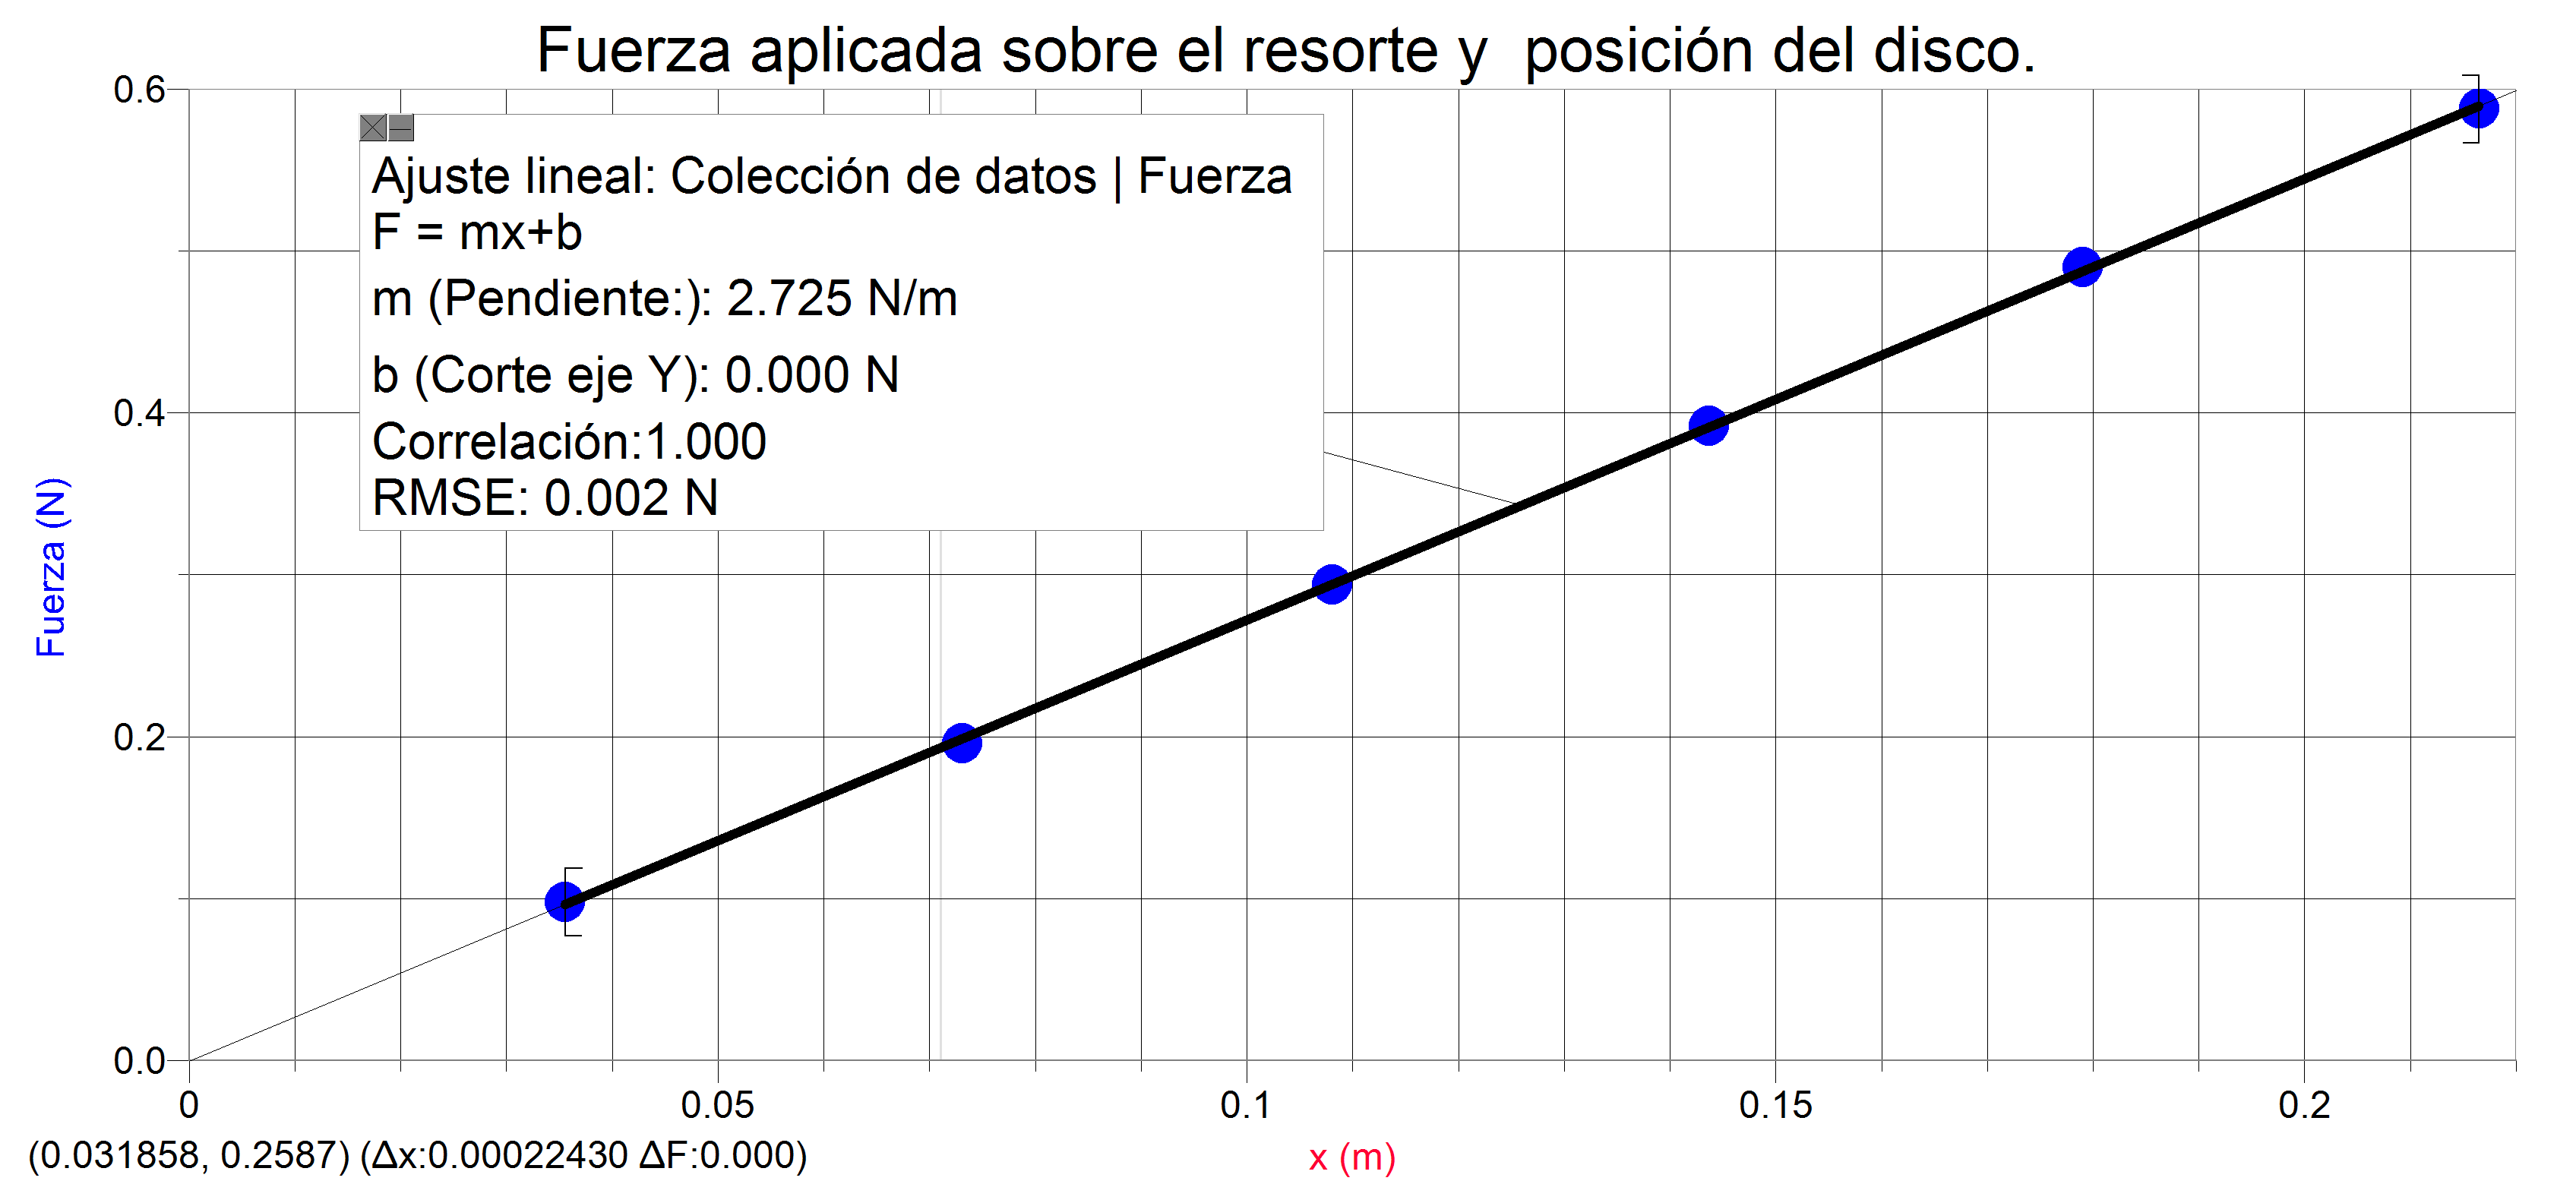 Fuerza aplicada sobre el resorte y  posición del disco.
0.6
Ajuste lineal: Colección de datos | Fuerza
F = mx+b
m (Pendiente:): 2.725 N/m
b (Corte eje Y): 0.000 N
Correlación:1.000
RMSE: 0.002 N
0.4
Fuerza (N)
0.2
0.0
0 0.05 0.1 0.15 0.2
(0.031858, 0.2587) (Δx:0.00022430 ΔF:0.000)
x (m)